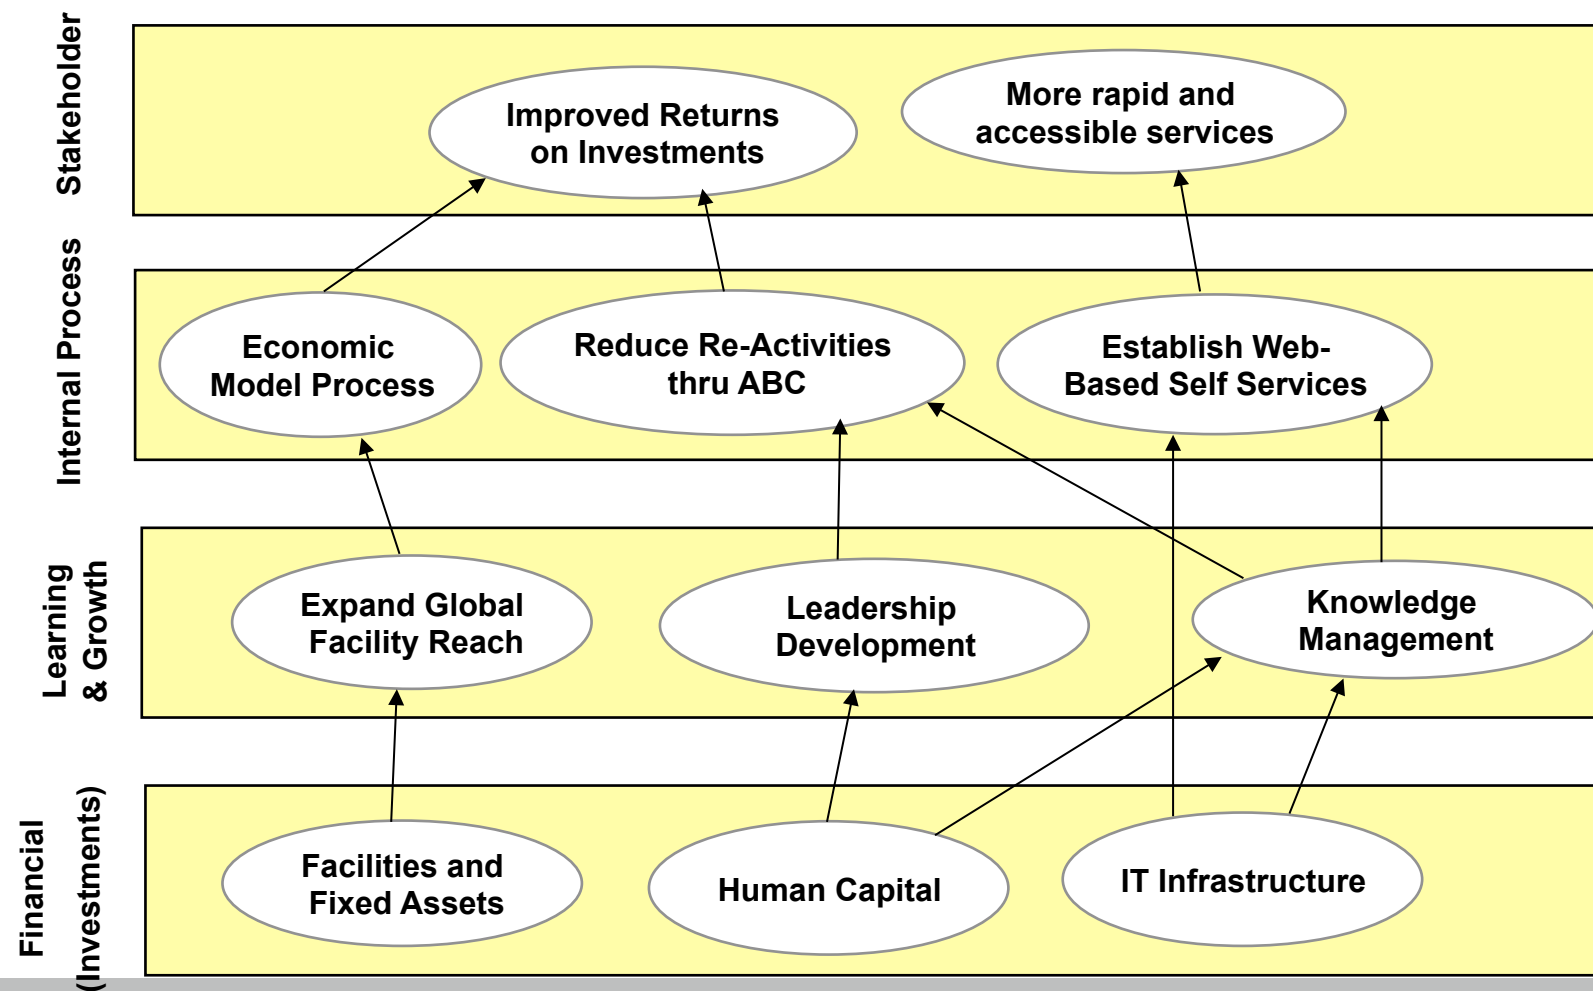 Stakeholder
Improved Returns
on Investments
More rapid and
accessible services
Internal Process
Economic
Model Process
Reduce Re-Activities
thru ABC
Establish Web-
Based Self Services
Learning
& Growth
Expand Global
Facility Reach
Leadership
Development
Knowledge
Management
Financial
(Investments)
Facilities and
Fixed Assets
Human Capital
IT Infrastructure